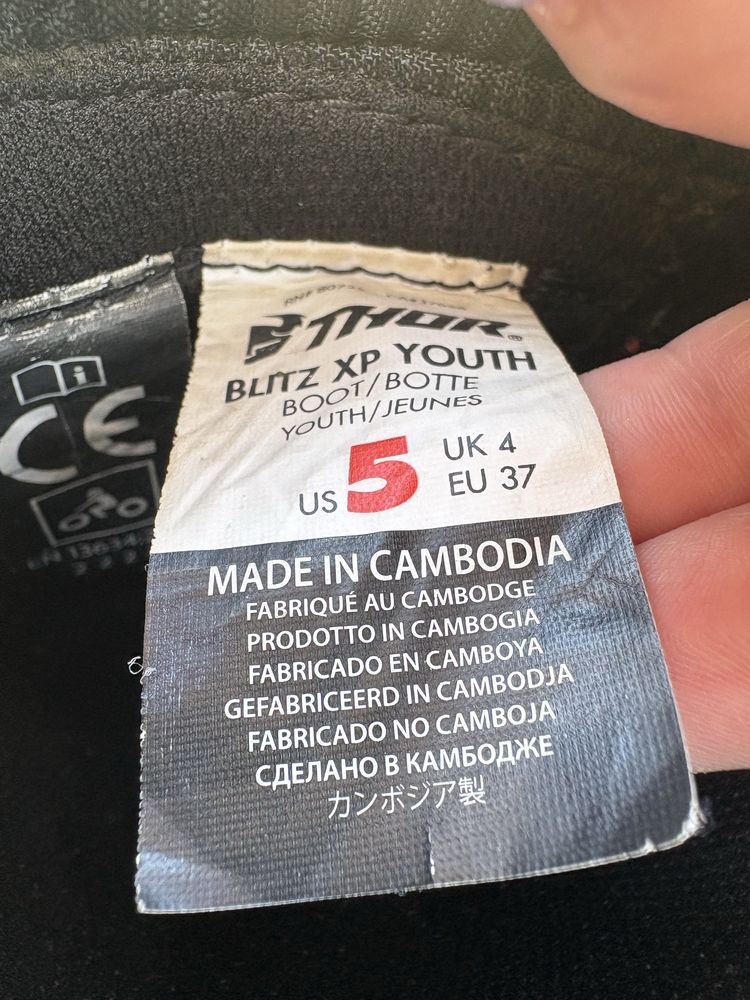 THOR
BLITZ XP YOUTH
BOOT/BOTTE
YOUTH/JEUNES
US 5
UK 4
EU 37
MADE IN CAMBODIA
FABRIQUÉ AU CAMBODGE
PRODOTTO IN CAMBOGIA
FABRICADO EN CAMBOYA
GEFABRICEERD IN CAMBODJA
FABRICADO NO CAMBOJA
СДЕЛАНО В КАМБОДЖЕ
カンボジア製
i
CE